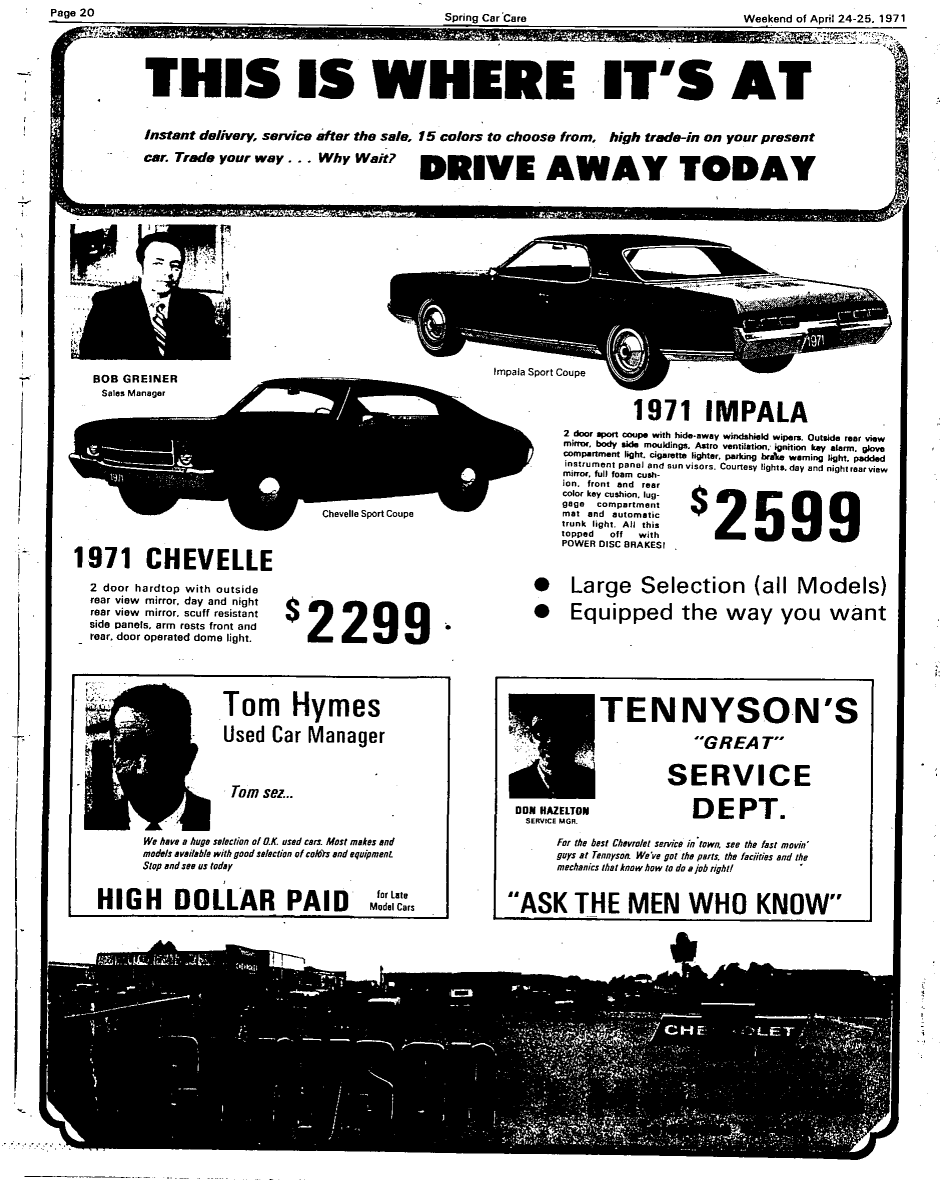 Page 20
Spring Car Care
Weekend of April 24-25, 1971
THIS IS WHERE IT'S AT
Instant delivery, service after the sale, 15 colors to choose from, high trade-in on your present
car. Trade your way . . . Why Wait?
DRIVE AWAY TODAY
BOB GREINER
Sales Manager
1971
Impala Sport Coupe
1971
Chevelle Sport Coupe
1971 IMPALA
2 door sport coupe with hide-away windshield wipers. Outside rear view
mirror, body side mouldings, Astro ventilation, ignition key alarm, glove
compartment light, cigarette lighter, parking brake warning light, padded
instrument panel and sun visors. Courtesy lights, day and night rear view
mirror, full foam cush-
ion, front and rear
color key cushion, lug-
gage compartment
mat and automatic
trunk light. All this
topped off with
POWER DISC BRAKES!
$2599
1971 CHEVELLE
2 door hardtop with outside
rear view mirror, day and night
rear view mirror, scuff resistant
side panels, arm rests front and
rear, door operated dome light.
$2299
● Large Selection (all Models)
● Equipped the way you want
Tom Hymes
Used Car Manager
Tom sez...
We have a huge selection of O.K. used cars. Most makes and
models available with good selection of colors and equipment.
Stop and see us today
HIGH DOLLAR PAID
for Late
Model Cars
TENNYSON'S
"GREAT"
SERVICE
DEPT.
DON HAZELTON
SERVICE MGR.
For the best Chevrolet service in town, see the fast movin'
guys at Tennyson. We've got the parts, the faciities and the
mechanics that know how to do a job right!
"ASK THE MEN WHO KNOW"
CHEVROLET
CHEVROLET